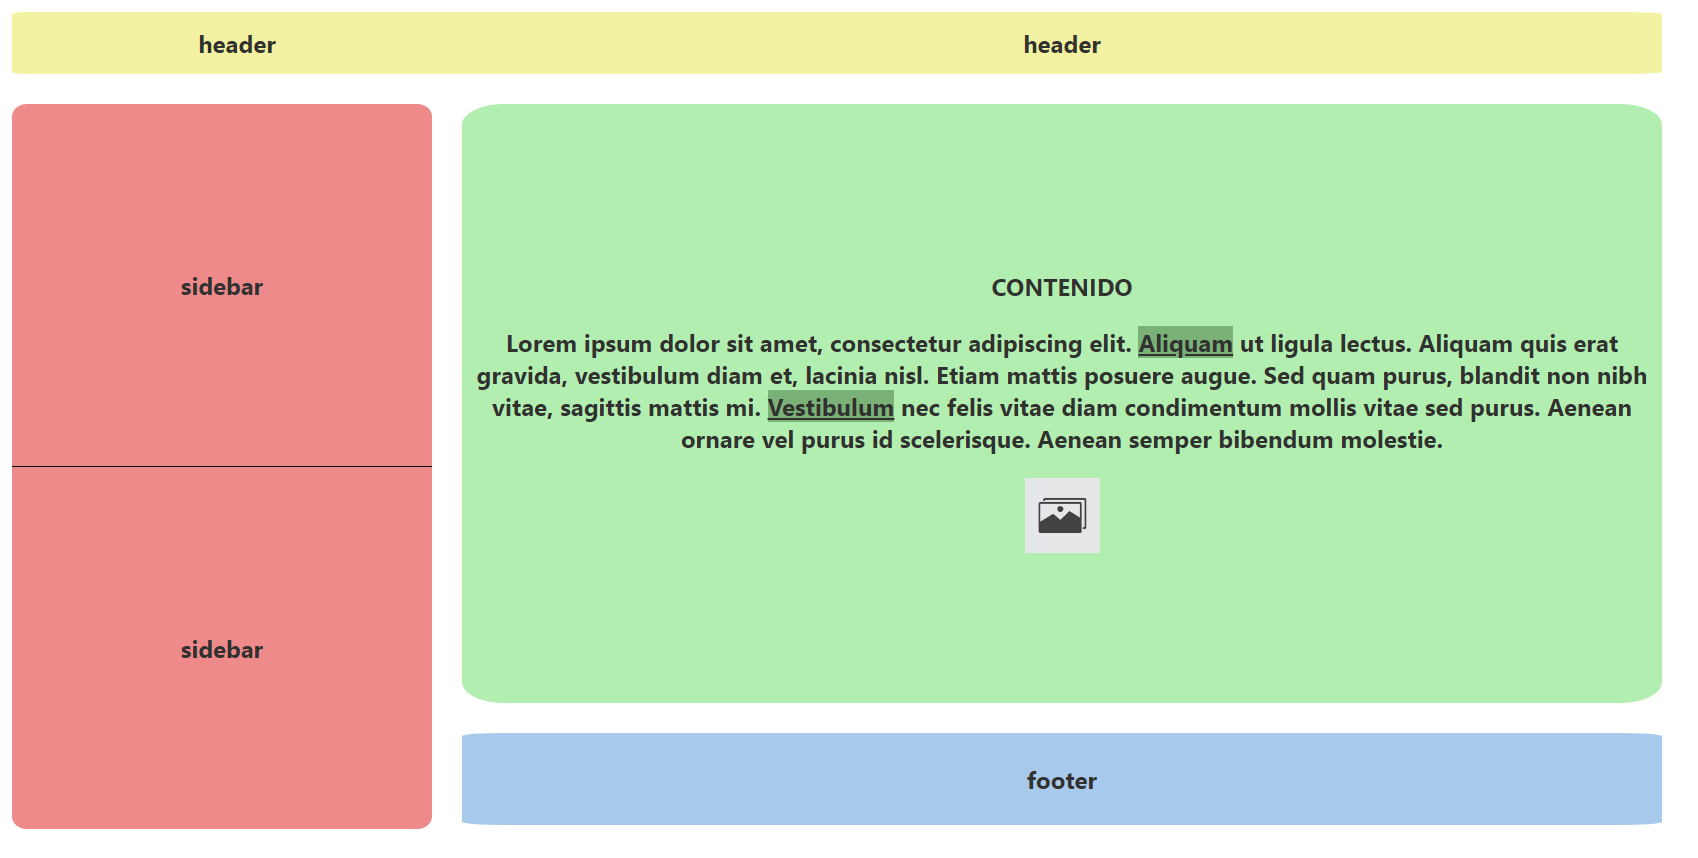 header
header
sidebar
sidebar
CONTENIDO
Lorem ipsum dolor sit amet, consectetur adipiscing elit. Aliquam ut ligula lectus. Aliquam quis erat
gravida, vestibulum diam et, lacinia nisl. Etiam mattis posuere augue. Sed quam purus, blandit non nibh
vitae, sagittis mattis mi. Vestibulum nec felis vitae diam condimentum mollis vitae sed purus. Aenean
ornare vel purus id scelerisque. Aenean semper bibendum molestie.
footer